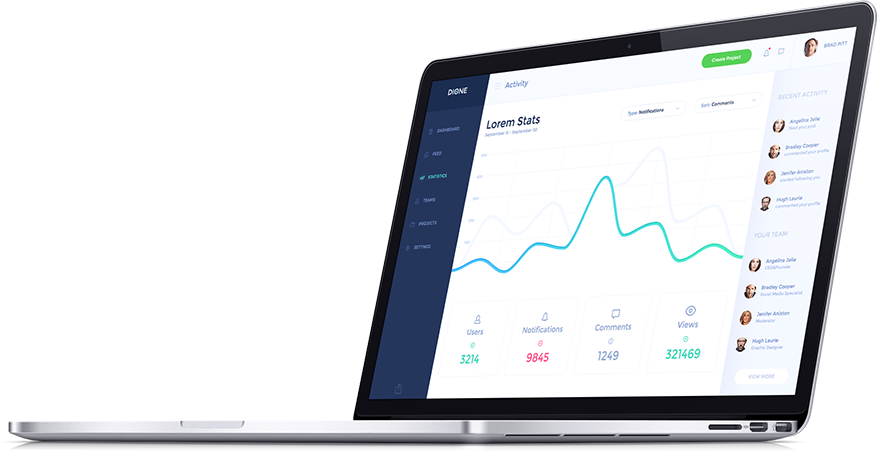 DIONE
Activity
Create Project
BRAD PITT
DASHBOARD
FEED
STATISTICS
TEAMS
PROJECTS
SETTINGS
Lorem Stats
September 15 - September 30
Type: Notifications
Sort: Comments
Users
3214
Notifications
9845
Comments
1249
Views
321469
RECENT ACTIVITY
Angelina Jolie
liked your post
Bradley Cooper
commented your profile
Jenifer Aniston
started following you
Hugh Laurie
commented your profile
YOUR TEAM
Angelina Jolie
CEO&Founder
Bradley Cooper
Social Media Specialist
Jenifer Aniston
Moderator
Hugh Laurie
Graphic Designer
VIEW MORE